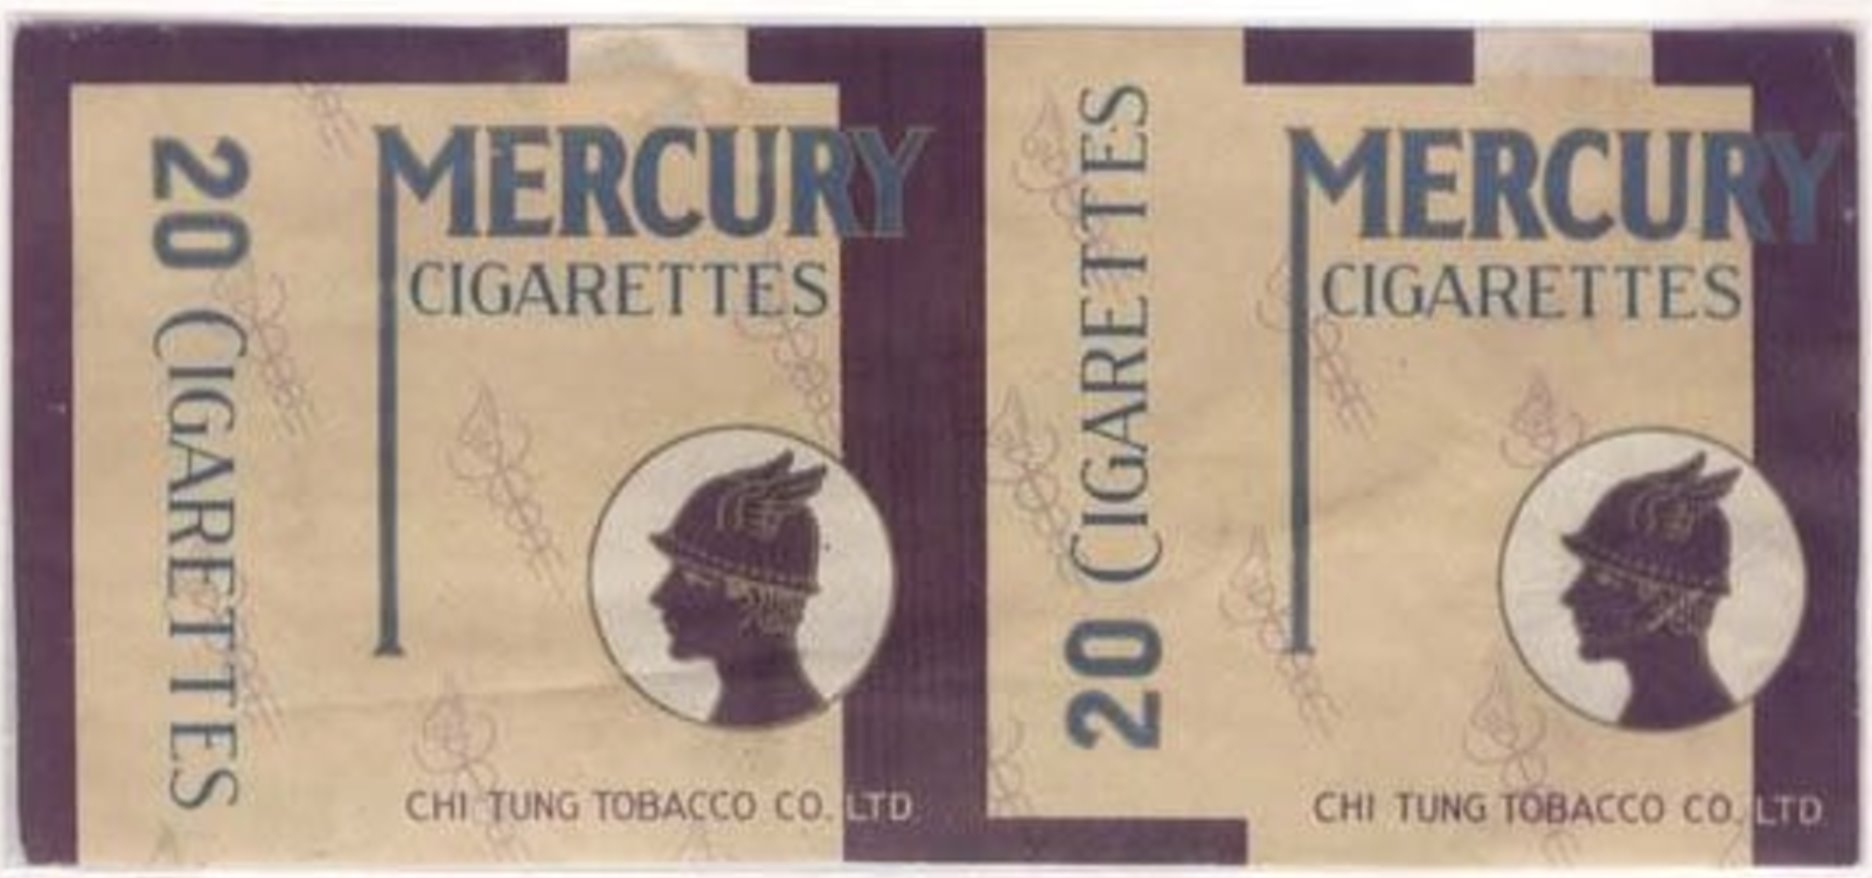 20 CIGARETTES
MERCURY
CIGARETTES
CHI TUNG TOBACCO CO. LTD
20 CIGARETTES
MERCURY
CIGARETTES
CHI TUNG TOBACCO CO. LTD